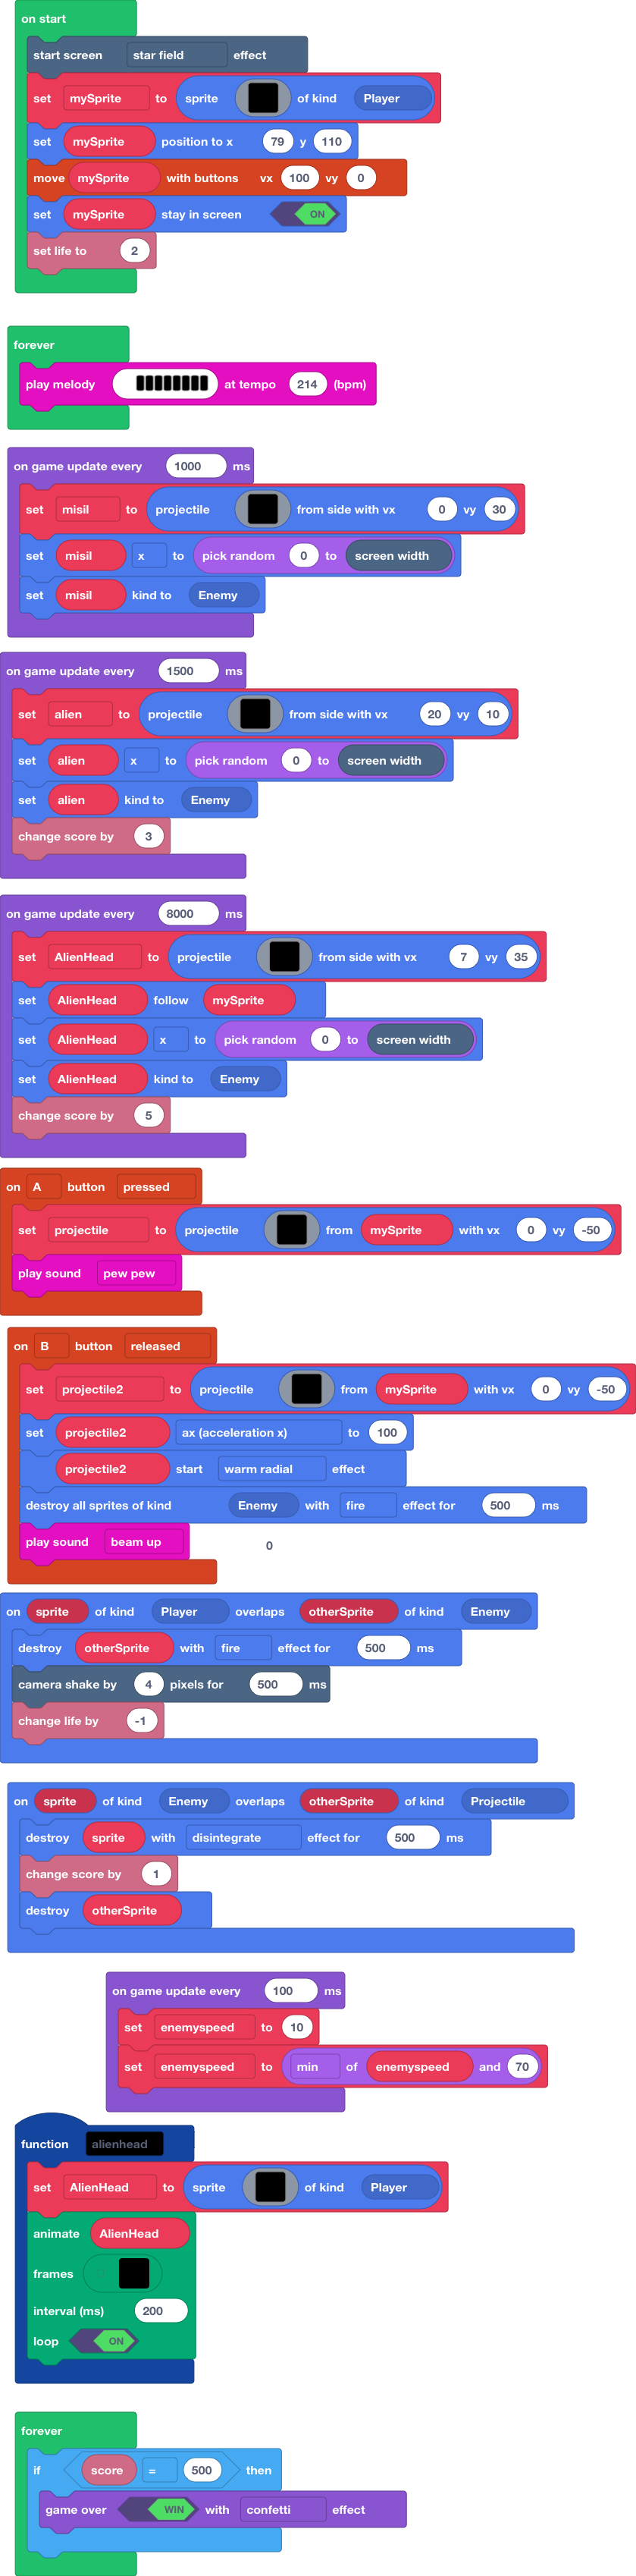 on start
start screen star field effect
set mySprite to sprite of kind Player
set mySprite position to x 79 y 110
move mySprite with buttons vx 100 vy 0
set mySprite stay in screen ON
set life to 2
forever
play melody at tempo 214 (bpm)
on game update every 1000 ms
set misil to projectile from side with vx 0 vy 30
set misil x to pick random 0 to screen width
set misil kind to Enemy
on game update every 1500 ms
set alien to projectile from side with vx 20 vy 10
set alien x to pick random 0 to screen width
set alien kind to Enemy
change score by 3
on game update every 8000 ms
set AlienHead to projectile from side with vx 7 vy 35
set AlienHead follow mySprite
set AlienHead x to pick random 0 to screen width
set AlienHead kind to Enemy
change score by 5
on A button pressed
set projectile to projectile from mySprite with vx 0 vy -50
play sound pew pew
on B button released
set projectile2 to projectile from mySprite with vx 0 vy -50
set projectile2 ax (acceleration x) to 100
projectile2 start warm radial effect
destroy all sprites of kind Enemy with fire effect for 500 ms
play sound beam up 0
on sprite of kind Player overlaps otherSprite of kind Enemy
destroy otherSprite with fire effect for 500 ms
camera shake by 4 pixels for 500 ms
change life by -1
on sprite of kind Enemy overlaps otherSprite of kind Projectile
destroy sprite with disintegrate effect for 500 ms
change score by 1
destroy otherSprite
on game update every 100 ms
set enemyspeed to 10
set enemyspeed to min of enemyspeed and 70
function alienhead
set AlienHead to sprite of kind Player
animate AlienHead
frames
interval (ms) 200
loop ON
forever
if score = 500 then
game over WIN with confetti effect